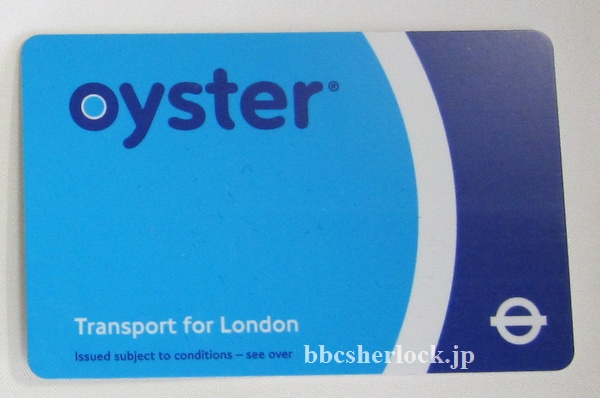 oyster®
Transport for London
Issued subject to conditions – see over
bbcsherlock.jp